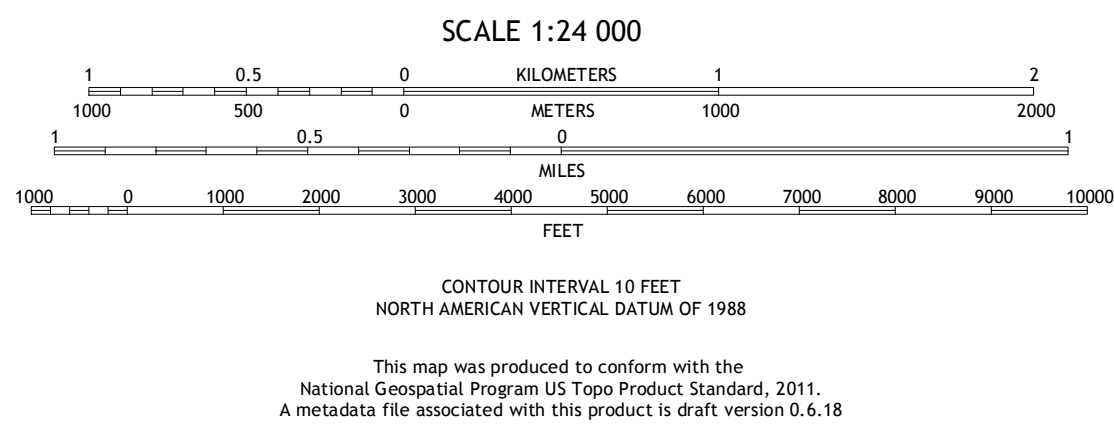 SCALE 1:24 000
1 0.5 0 KILOMETERS 1 2
1000 500 0 METERS 1000 2000
1 0.5 0 1
MILES
1000 0 1000 2000 3000 4000 5000 6000 7000 8000 9000 10000
FEET
CONTOUR INTERVAL 10 FEET
NORTH AMERICAN VERTICAL DATUM OF 1988
This map was produced to conform with the
National Geospatial Program US Topo Product Standard, 2011.
A metadata file associated with this product is draft version 0.6.18